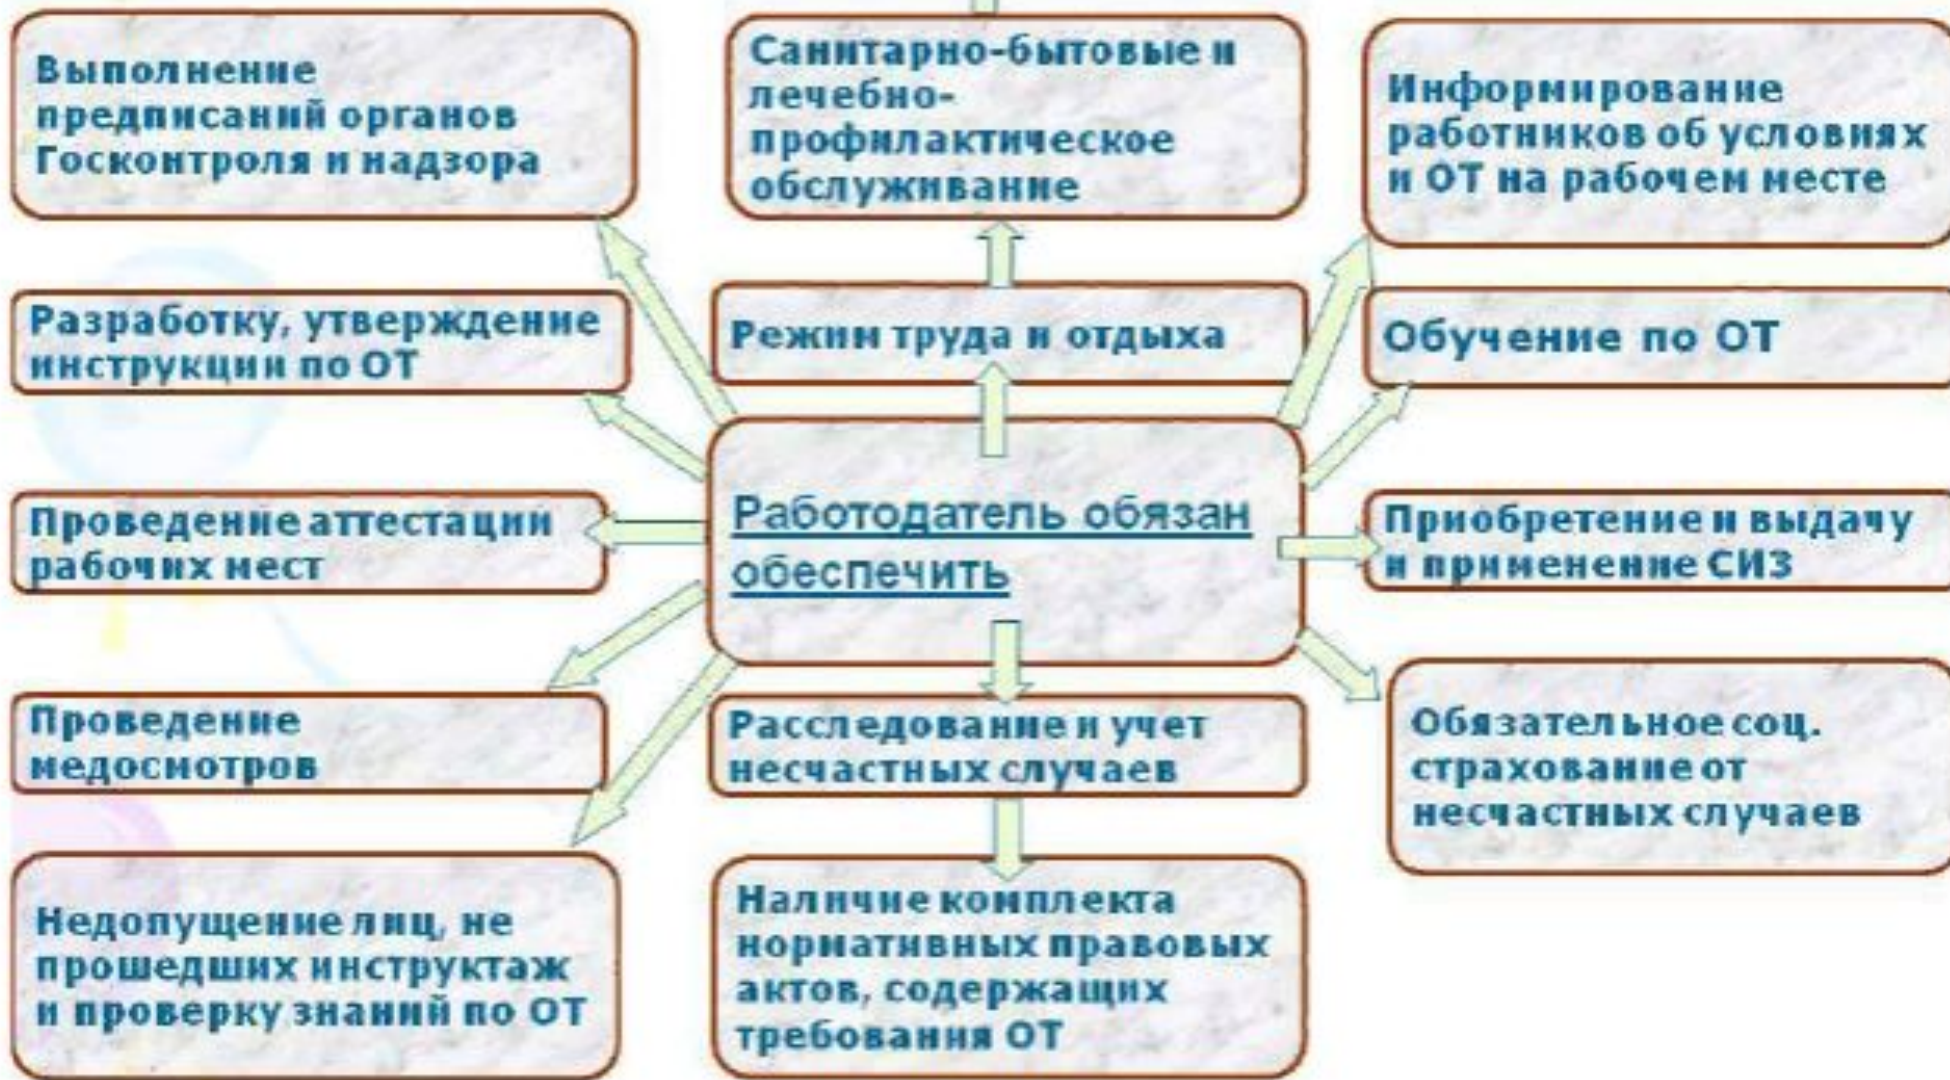 Выполнение
предписаний органов
Госконтроля и надзора
Санитарно-бытовые и
лечебно-
профилактическое
обслуживание
Информирование
работников об условиях
и ОТ на рабочем месте
Разработку, утверждение
инструкции по ОТ
Режим труда и отдыха
Обучение по ОТ
Проведение аттестации
рабочих мест
Работодатель обязан
обеспечить
Приобретение и выдачу
и применение СИЗ
Проведение
медосмотров
Расследование и учет
несчастных случаев
Обязательное соц.
страхование от
несчастных случаев
Недопущение лиц, не
прошедших инструктаж
и проверку знаний по ОТ
Наличие комплекта
нормативных правовых
актов, содержащих
требования ОТ